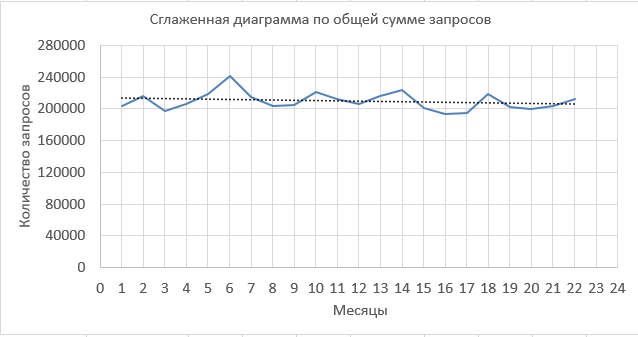 Сглаженная диаграмма по общей сумме запросов
280000
240000
200000
160000
120000
80000
40000
0
Количество запросов
0 1 2 3 4 5 6 7 8 9 10 11 12 13 14 15 16 17 18 19 20 21 22 23 24
Месяцы